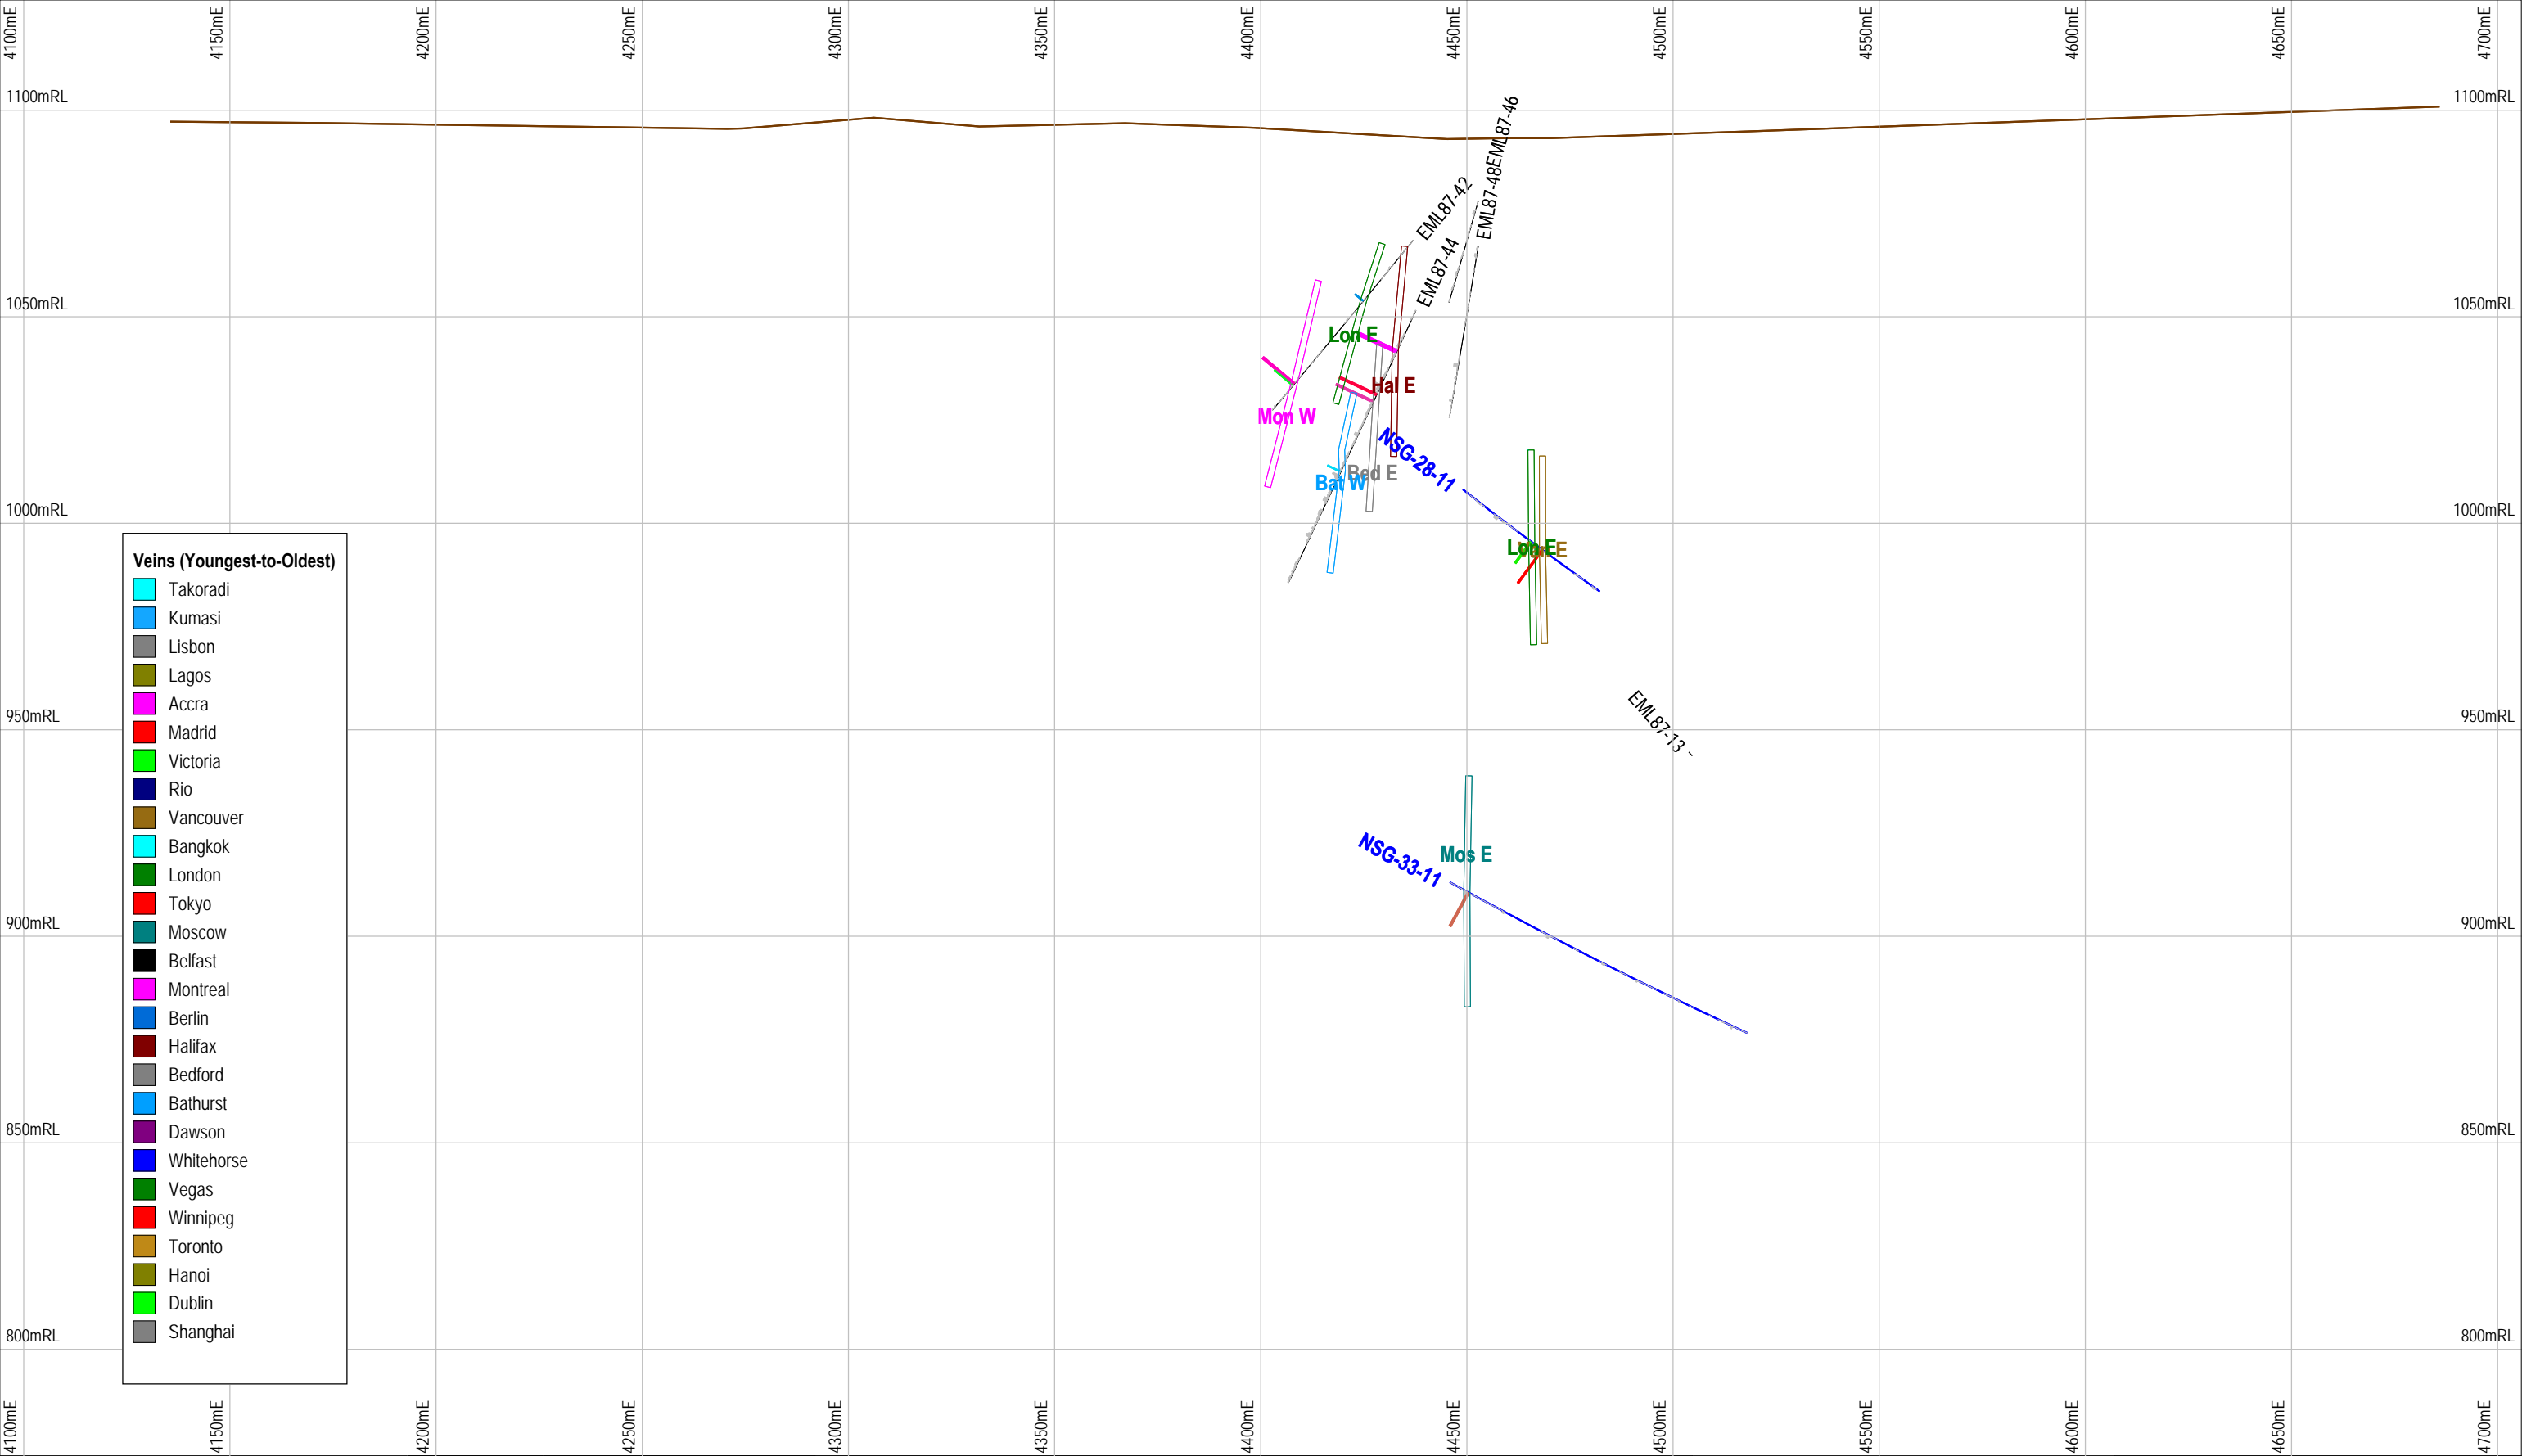 4100mE 4150mE 4200mE 4250mE 4300mE 4350mE 4400mE 4450mE 4500mE 4550mE 4600mE 4650mE 4700mE
1100mRL 1100mRL
EML87-46
EML87-48
EML87-42
EML87-44
1050mRL 1050mRL
Lon E
Hal E
Mon W
NSG-28-11
Bed E
Bat W
1000mRL 1000mRL
Lon E
EML87-13
950mRL 950mRL
NSG-33-11
Mos E
900mRL 900mRL
850mRL 850mRL
800mRL 800mRL
Veins (Youngest-to-Oldest)
Takoradi
Kumasi
Lisbon
Lagos
Accra
Madrid
Victoria
Rio
Vancouver
Bangkok
London
Tokyo
Moscow
Belfast
Montreal
Berlin
Halifax
Bedford
Bathurst
Dawson
Whitehorse
Vegas
Winnipeg
Toronto
Hanoi
Dublin
Shanghai
4100mE 4150mE 4200mE 4250mE 4300mE 4350mE 4400mE 4450mE 4500mE 4550mE 4600mE 4650mE 4700mE